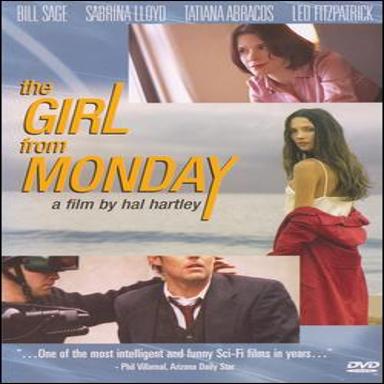 BILL SAGE SABRINA LLOYD TATIANA ABRACOS LEO FITZPATRICK
the
GIRL
from
MONDAY
a film by hal hartley
"...One of the most intelligent and funny Sci-Fi films in years..."
- Phil Villarreal, Arizona Daily Star
DVD